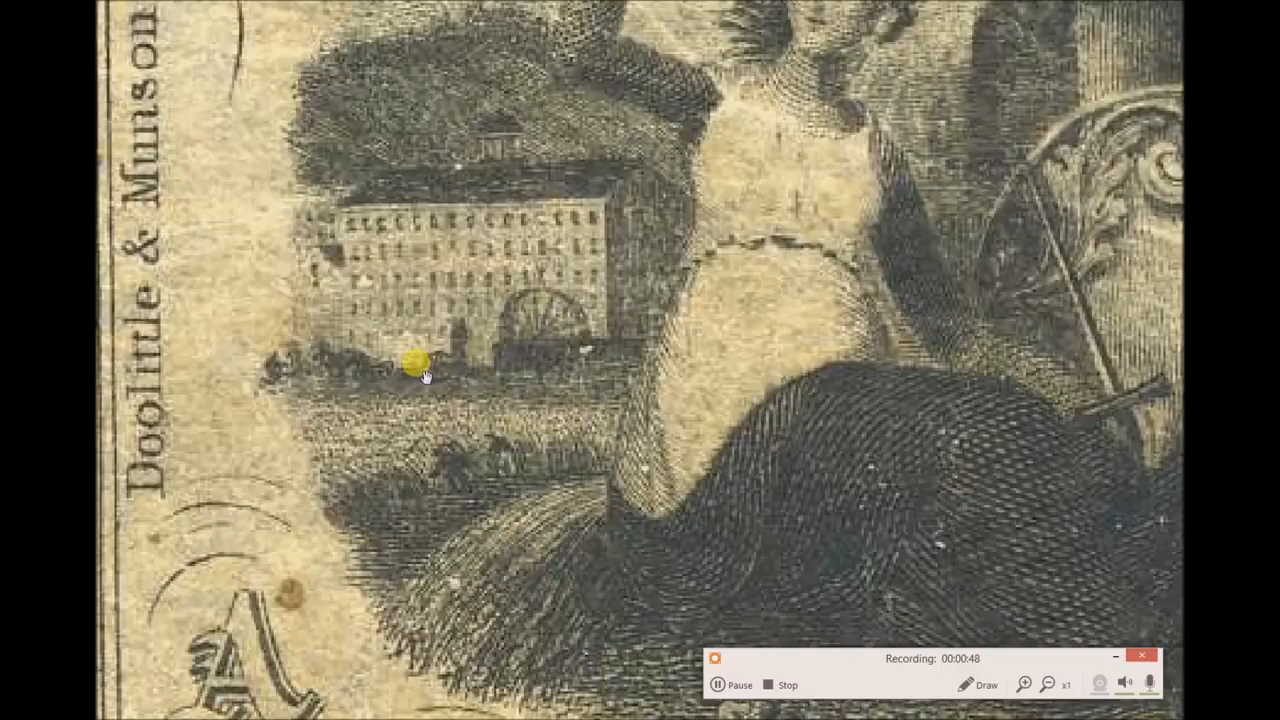 Doolittle & Munson
A
Recording: 00:00:48
Pause
Stop
Draw
x1